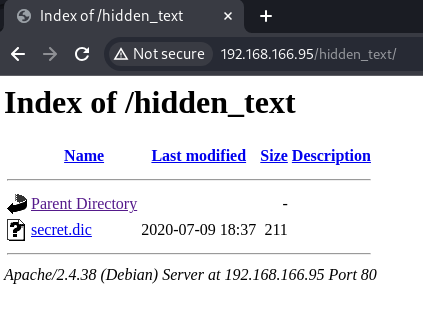 Index of /hidden_text
Not secure 192.168.166.95/hidden_text/
Index of /hidden_text
Name Last modified Size Description
Parent Directory -
secret.dic 2020-07-09 18:37 211
Apache/2.4.38 (Debian) Server at 192.168.166.95 Port 80